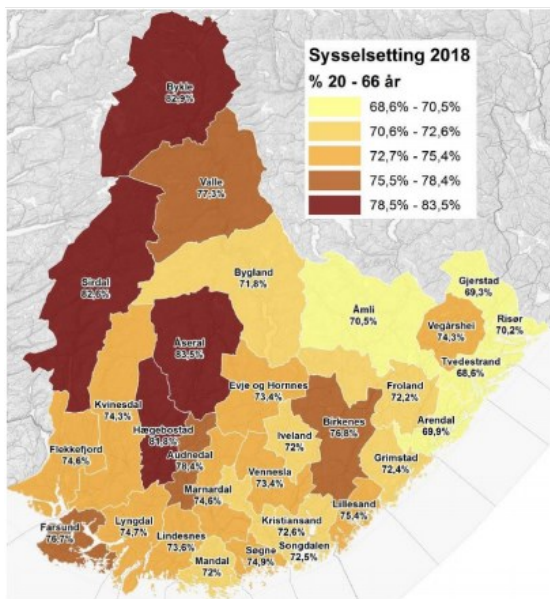 Sysselsetting 2018
% 20 - 66 år
68,6% - 70,5%
70,6% - 72,6%
72,7% - 75,4%
75,5% - 78,4%
78,5% - 83,5%
Bykle
82,9%
Valle
77,3%
Sirdal
82,6%
Bygland
71,8%
Gjerstad
69,3%
Åmli
70,5%
Risør
70,2%
Vegårshei
74,3%
Åseral
83,5%
Tvedestrand
68,6%
Evje og Hornnes
73,4%
Froland
72,2%
Kvinesdal
74,3%
Arendal
69,9%
Hægebostad
81,8%
Birkenes
76,8%
Iveland
72%
Flekkefjord
74,6%
Audnedal
78,4%
Grimstad
72,4%
Vennesla
73,4%
Marnardal
74,6%
Lillesand
75,4%
Farsund
76,7%
Lyngdal
74,7%
Kristiansand
72,6%
Lindesnes
73,6%
Søgne
74,9%
Songdalen
72,5%
Mandal
72%